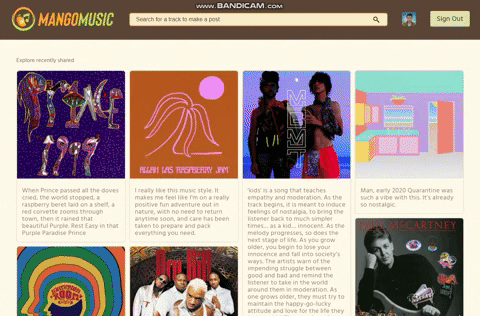 WWW.BANDICAM.COM
MANGOMUSIC
Search for a track to make a post
Sign Out
Explore recently shared
PRINCE
1997
ALLAH LAS RASPBERRY JAM
MGMT
When Prince passed all the doves
cried, the world stopped, a
raspberry beret laid on a shelf, a
red corvette rooms through
town, then it rained that
beautiful Purple. Rest Easy in that
Purple Paradise Prince
I really like this music style. It
makes me feel like I'm on a really
positive fun adventure out in
nature, with no need to return
anytime soon, and care has been
taken to prepare and pack
everything you need.
'kids' is a song that teaches
empathy and moderation. As the
track begins, it is meant to induce
feelings of nostalgia, to bring the
listener back to much simpler
times... as a kid... innocent. As the
melody progresses, so does the
next stage of life. As you grow
older, you begin to lose your
innocence and fall into society's
ways. The artists warn of the
impending struggle between
good and bad and remind the
listener to take in the world
around them in moderation. As
one grows older, they must try to
maintain the happy-go-lucky
attitude and love for the life they
Man, early 2020 Quarantine was
such a vibe with this. It's already
so nostalgic.
McCARTNEY